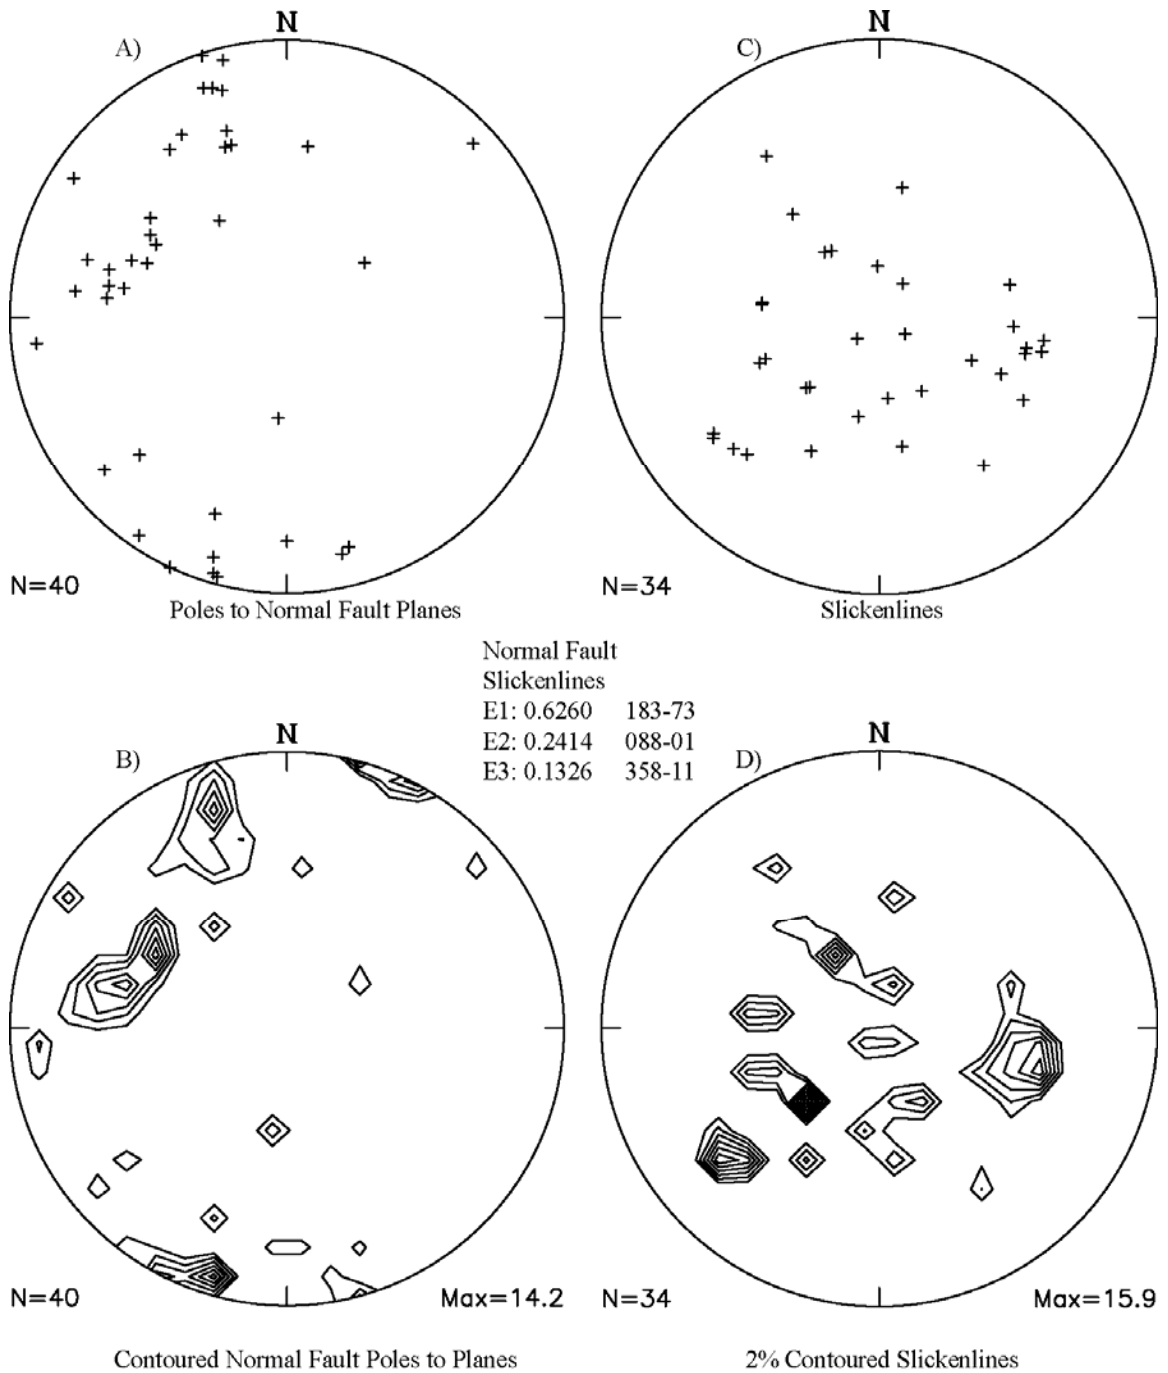 N
N
A)
C)
N=40
N=34
Poles to Normal Fault Planes
Slickenlines
Normal Fault
Slickenlines
E1: 0.6260 183-73
E2: 0.2414 088-01
E3: 0.1326 358-11
N
N
B)
D)
N=40
Max=14.2
N=34
Max=15.9
Contoured Normal Fault Poles to Planes
2% Contoured Slickenlines